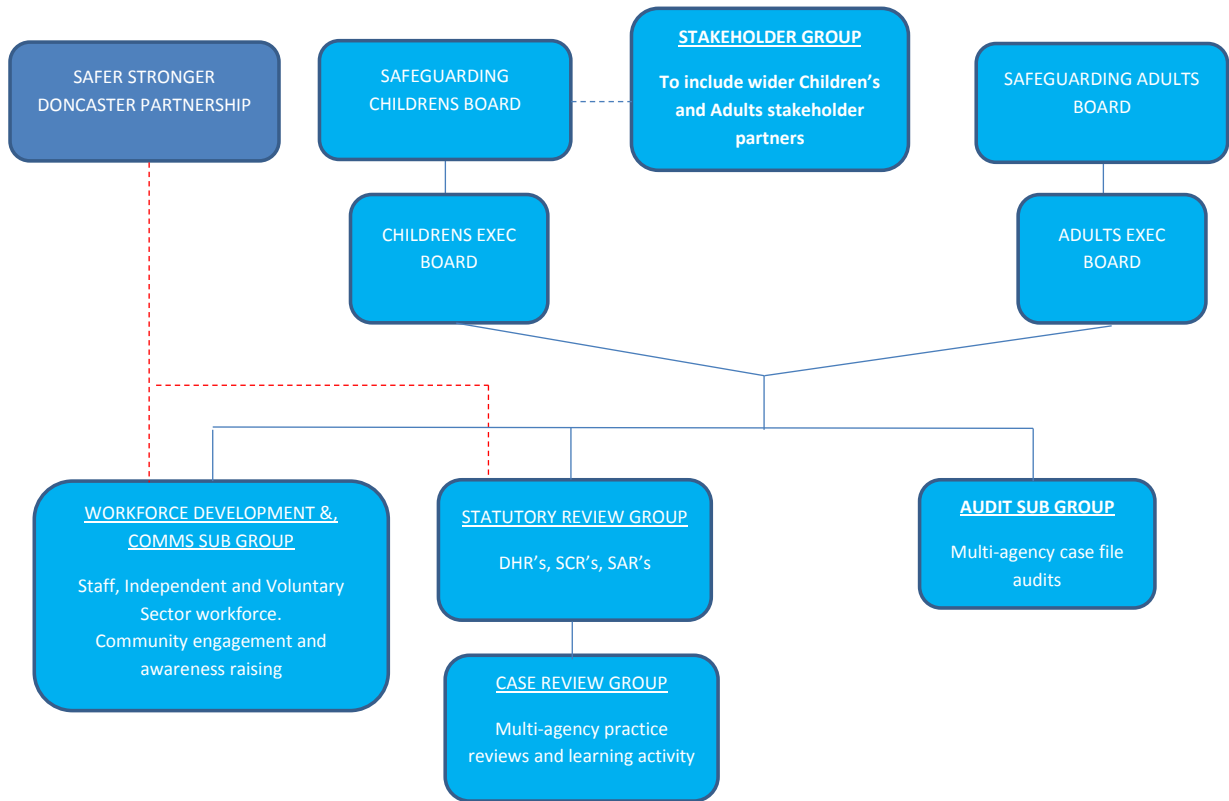 SAFER STRONGER
DONCASTER PARTNERSHIP
SAFEGUARDING
CHILDRENS BOARD
STAKEHOLDER GROUP
To include wider Children’s
and Adults stakeholder
partners
SAFEGUARDING ADULTS
BOARD
CHILDRENS EXEC
BOARD
ADULTS EXEC
BOARD
WORKFORCE DEVELOPMENT &,
COMMS SUB GROUP
Staff, Independent and Voluntary
Sector workforce.
Community engagement and
awareness raising
STATUTORY REVIEW GROUP
DHR’s, SCR’s, SAR’s
AUDIT SUB GROUP
Multi-agency case file
audits
CASE REVIEW GROUP
Multi-agency practice
reviews and learning activity